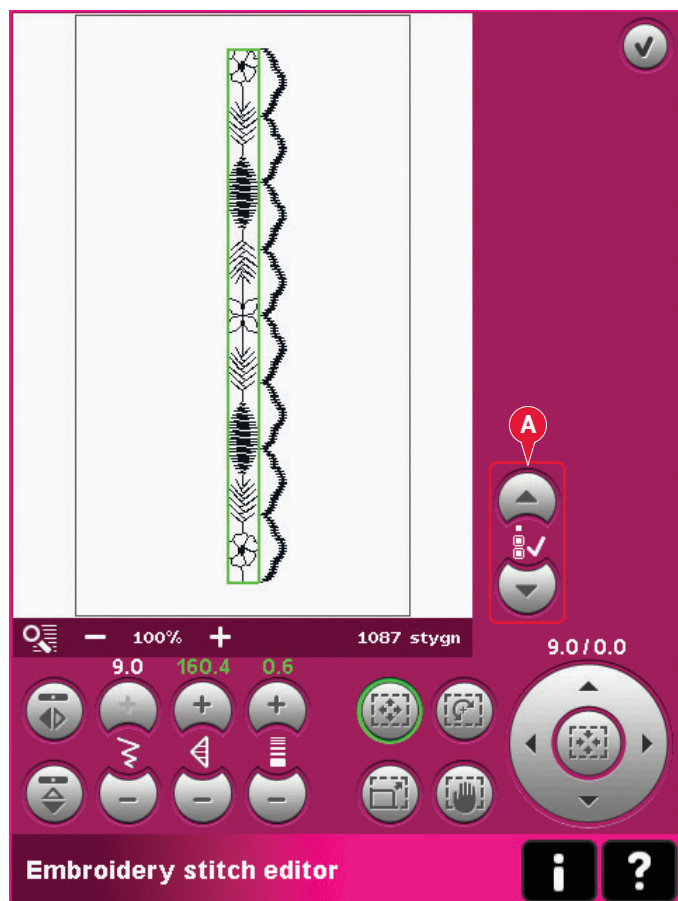 A
100%
1087 stygn
9.0/0.0
9.0 160.4 0.6
Embroidery stitch editor
i ?